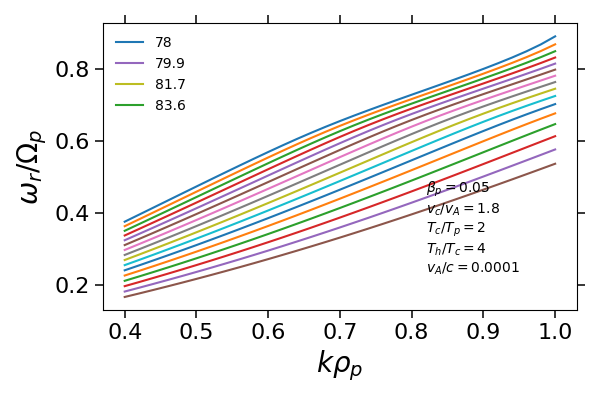 78
79.9
81.7
83.6
β_p = 0.05
v_c/v_A = 1.8
T_c/T_p = 2
T_h/T_c = 4
v_A/c = 0.0001
0.8
0.6
0.4
0.2
ω_r/Ω_p
0.4 0.5 0.6 0.7 0.8 0.9 1.0
kρ_p